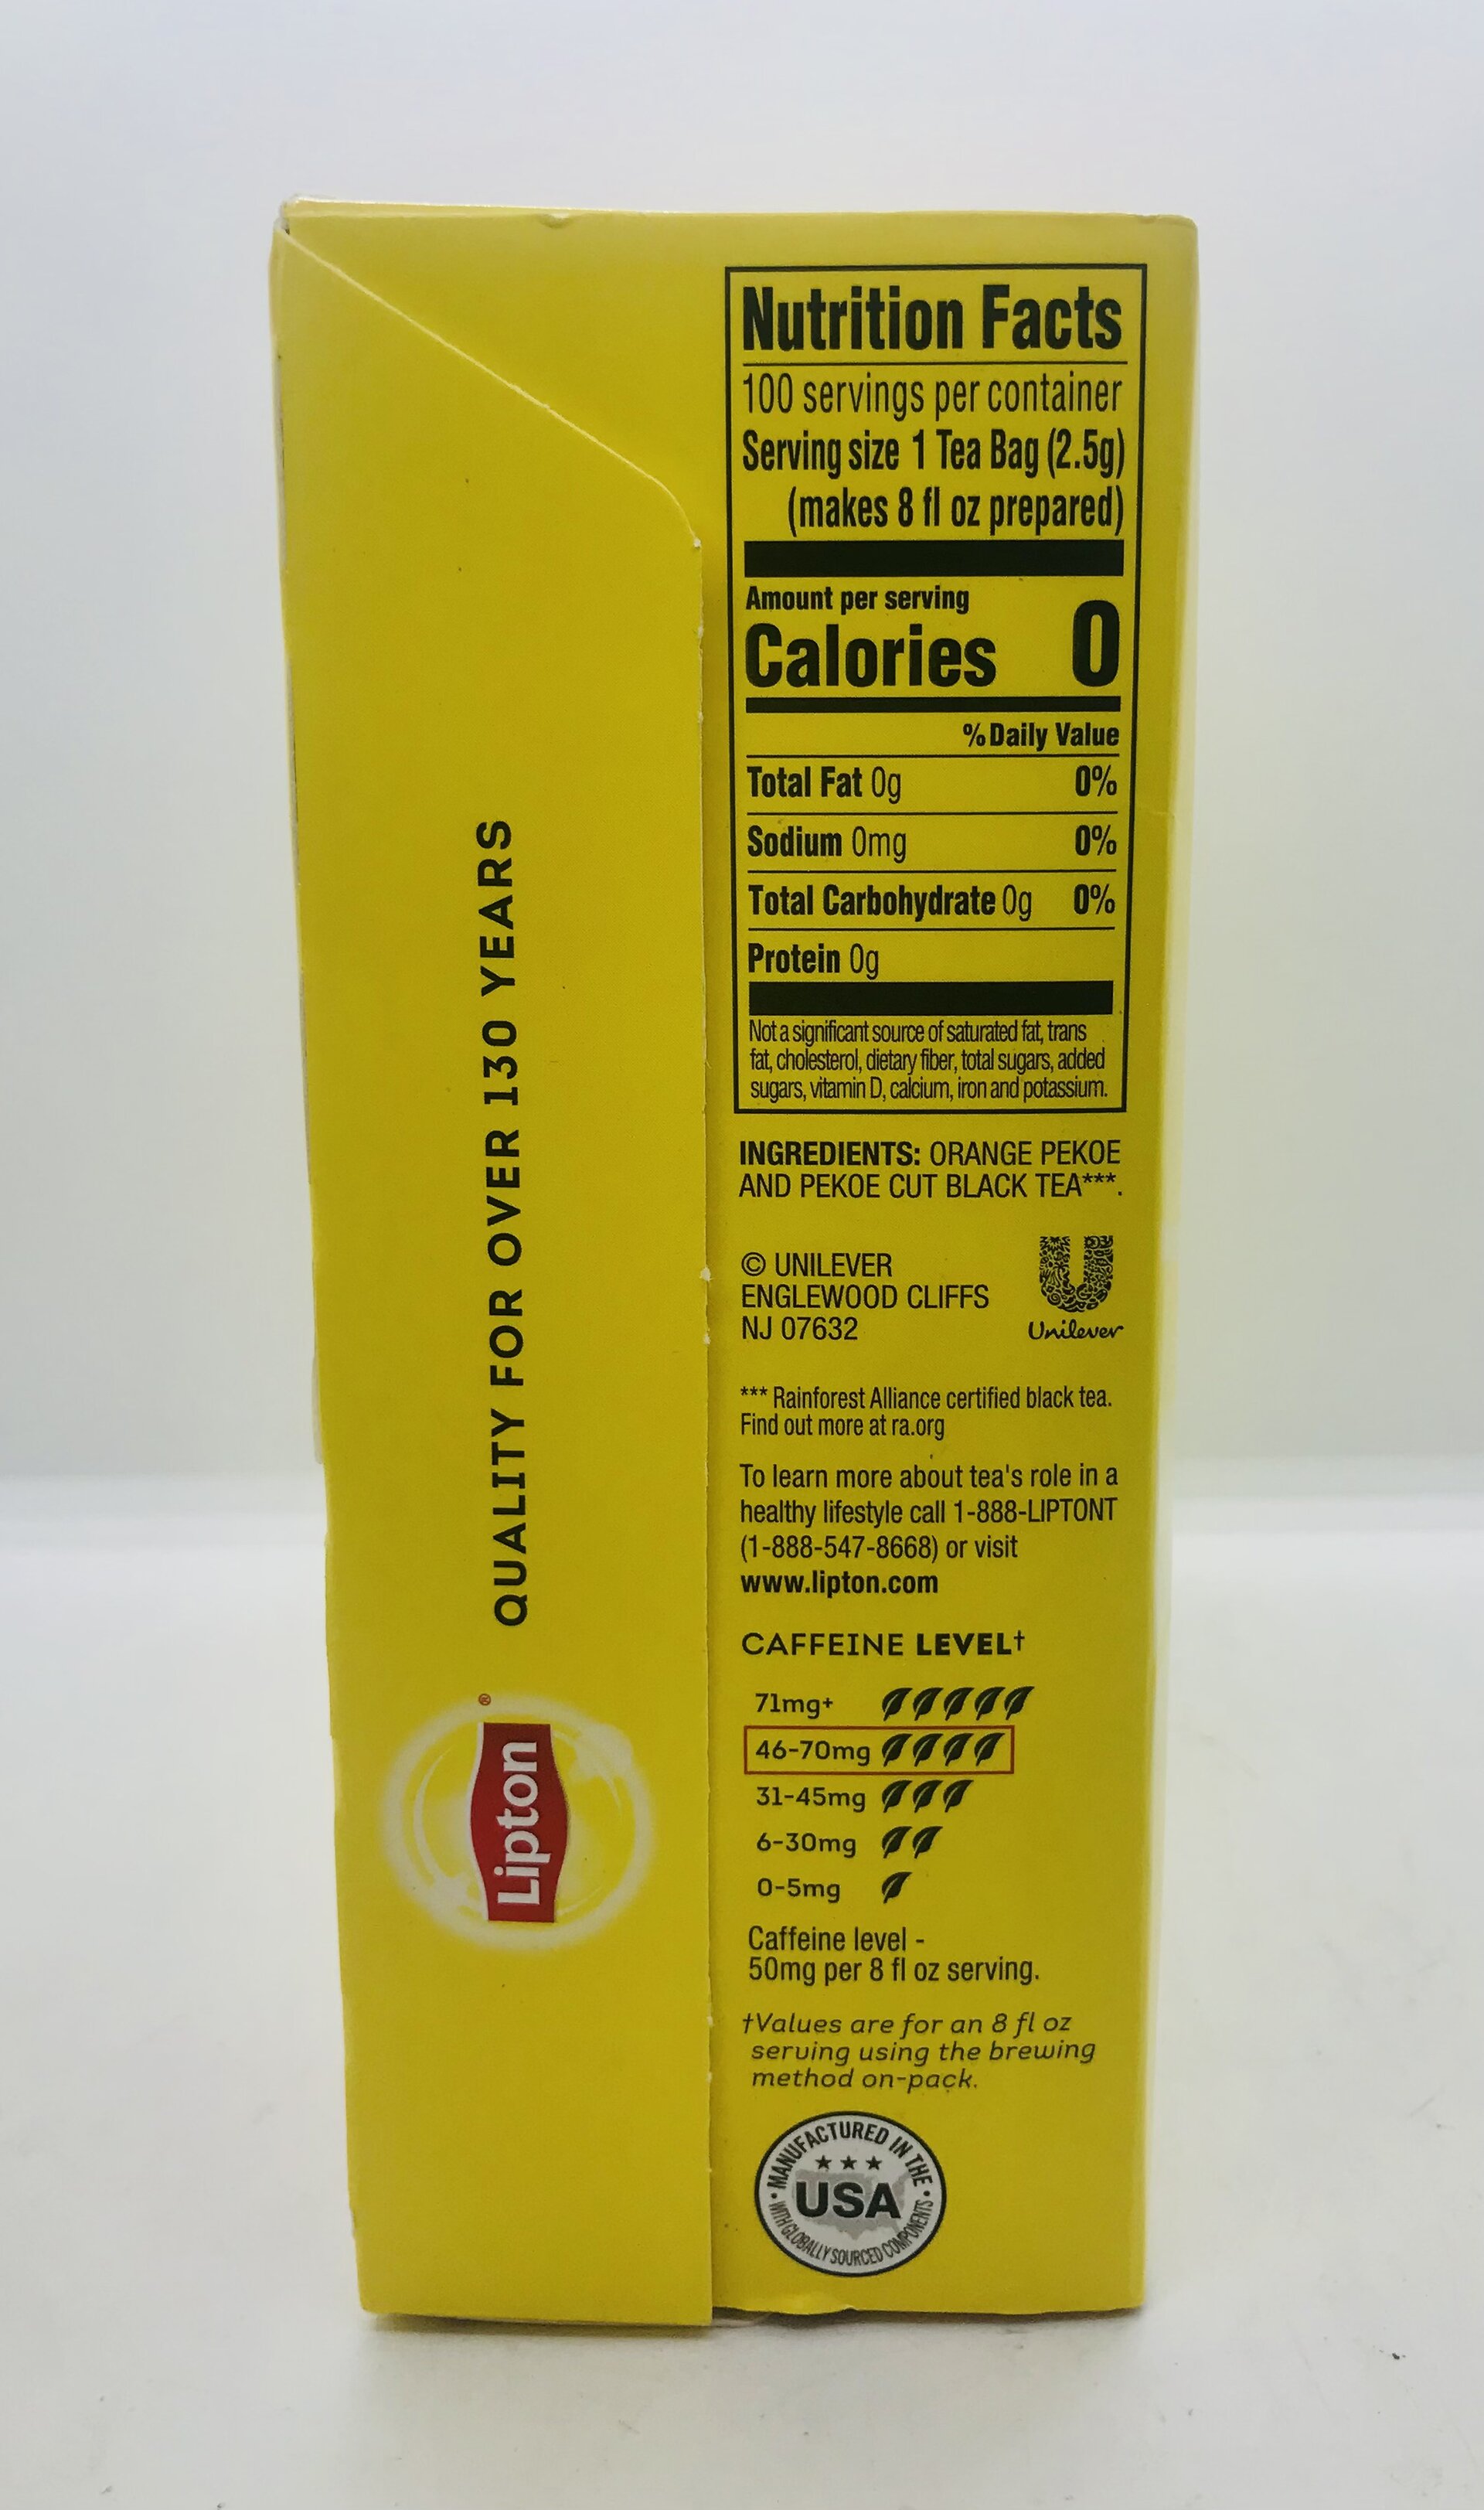 QUALITY FOR OVER 130 YEARS
Lipton®
Nutrition Facts
100 servings per container
Serving size 1 Tea Bag (2.5g)
(makes 8 fl oz prepared)
Amount per serving
Calories 0
% Daily Value
Total Fat 0g 0%
Sodium 0mg 0%
Total Carbohydrate 0g 0%
Protein 0g
Not a significant source of saturated fat, trans
fat, cholesterol, dietary fiber, total sugars, added
sugars, vitamin D, calcium, iron and potassium.
INGREDIENTS: ORANGE PEKOE
AND PEKOE CUT BLACK TEA***.
© UNILEVER
ENGLEWOOD CLIFFS
NJ 07632
Unilever
*** Rainforest Alliance certified black tea.
Find out more at ra.org
To learn more about tea's role in a
healthy lifestyle call 1-888-LIPTONT
(1-888-547-8668) or visit
www.lipton.com
CAFFEINE LEVEL†
71mg+
46-70mg
31-45mg
6-30mg
0-5mg
Caffeine level -
50mg per 8 fl oz serving.
†Values are for an 8 fl oz
serving using the brewing
method on-pack.
MANUFACTURED IN THE
USA
WITH GLOBALLY SOURCED COMPONENTS